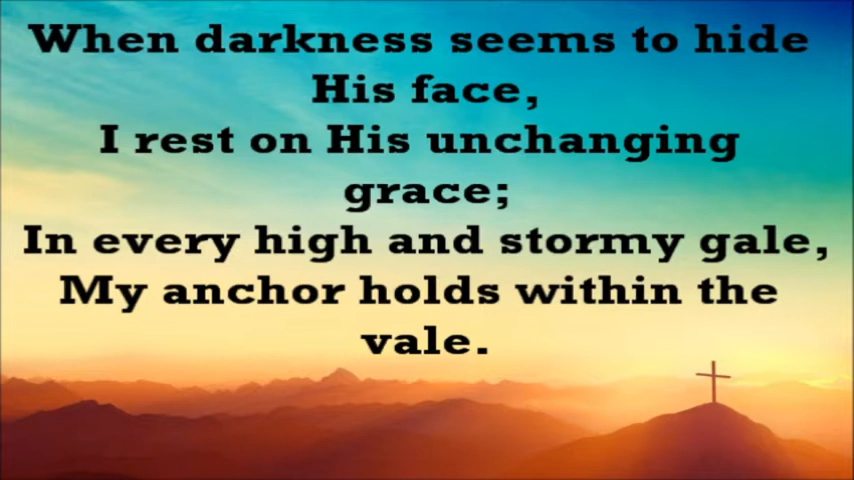 When darkness seems to hide
His face,
I rest on His unchanging
grace;
In every high and stormy gale,
My anchor holds within the
vale.